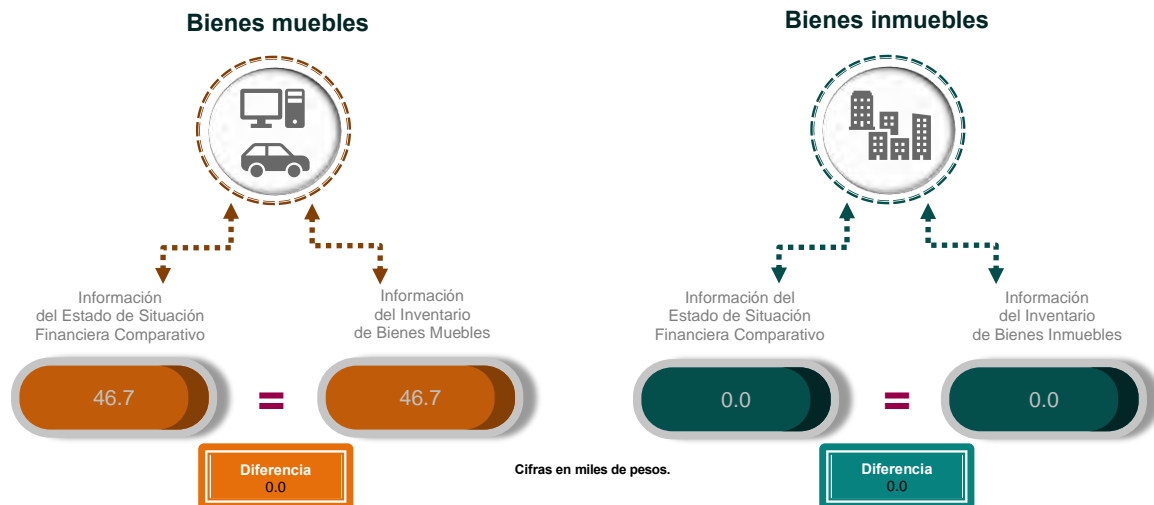 Bienes muebles
Información
del Estado de Situación
Financiera Comparativo
Información
del Inventario
de Bienes Muebles
46.7
=
46.7
Diferencia
0.0
Cifras en miles de pesos.
Bienes inmuebles
Información del
Estado de Situación
Financiera Comparativo
Información
del Inventario
de Bienes Inmuebles
0.0
=
0.0
Diferencia
0.0